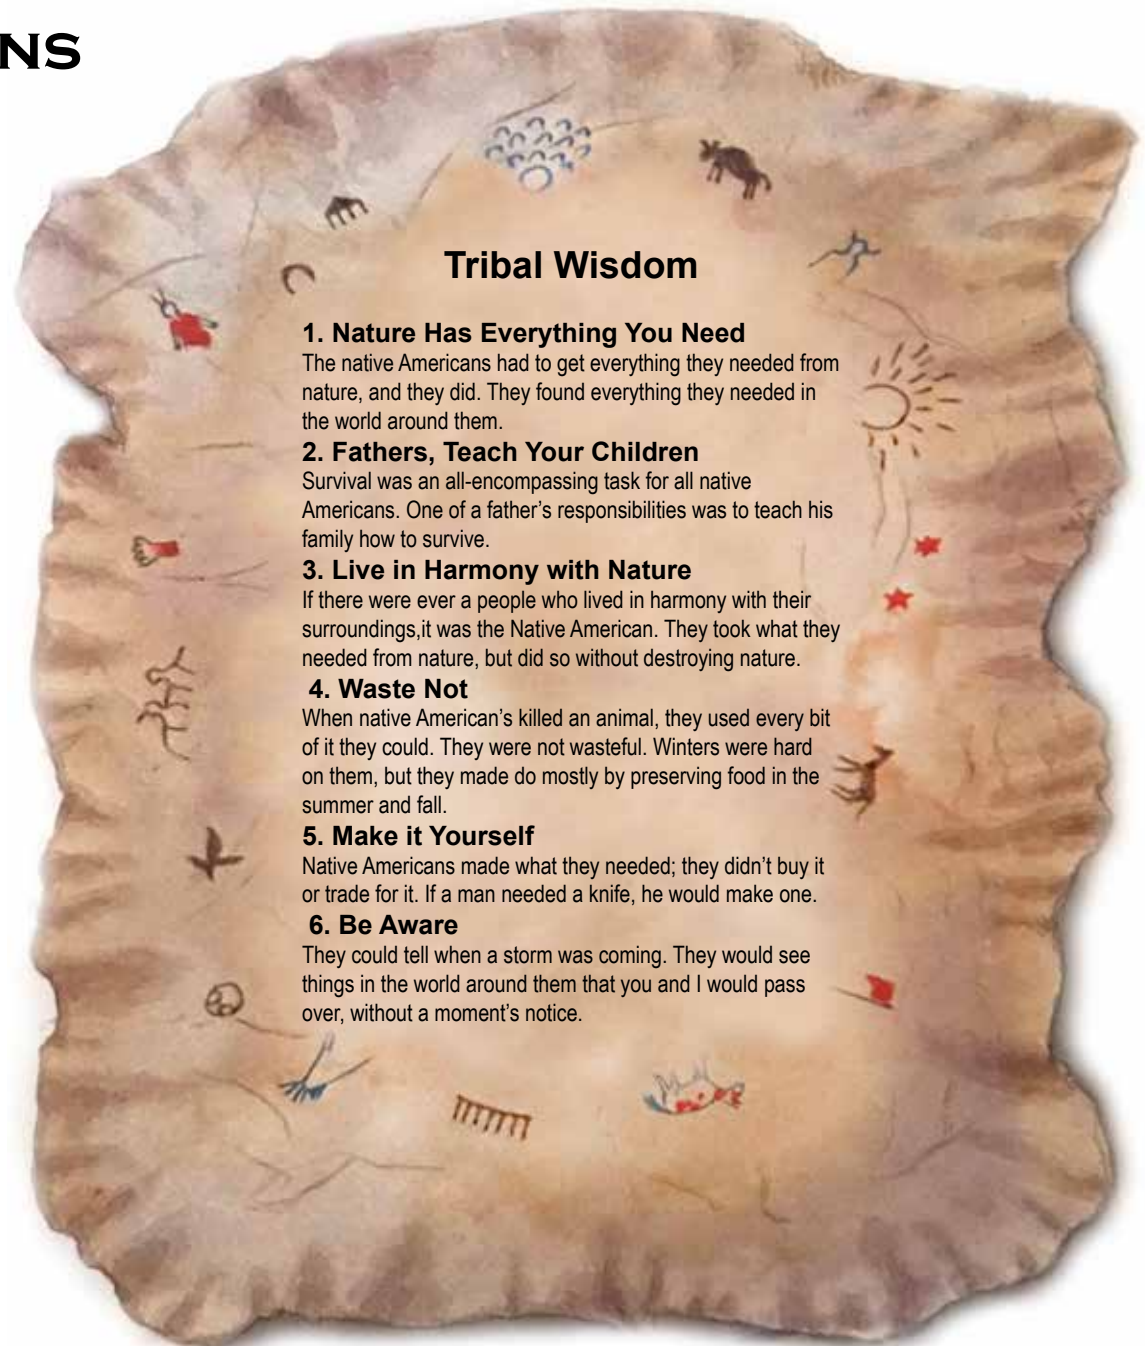 NS
Tribal Wisdom
1. Nature Has Everything You Need
The native Americans had to get everything they needed from
nature, and they did. They found everything they needed in
the world around them.
2. Fathers, Teach Your Children
Survival was an all-encompassing task for all native
Americans. One of a father’s responsibilities was to teach his
family how to survive.
3. Live in Harmony with Nature
If there were ever a people who lived in harmony with their
surroundings,it was the Native American. They took what they
needed from nature, but did so without destroying nature.
4. Waste Not
When native American’s killed an animal, they used every bit
of it they could. They were not wasteful. Winters were hard
on them, but they made do mostly by preserving food in the
summer and fall.
5. Make it Yourself
Native Americans made what they needed; they didn’t buy it
or trade for it. If a man needed a knife, he would make one.
6. Be Aware
They could tell when a storm was coming. They would see
things in the world around them that you and I would pass
over, without a moment’s notice.